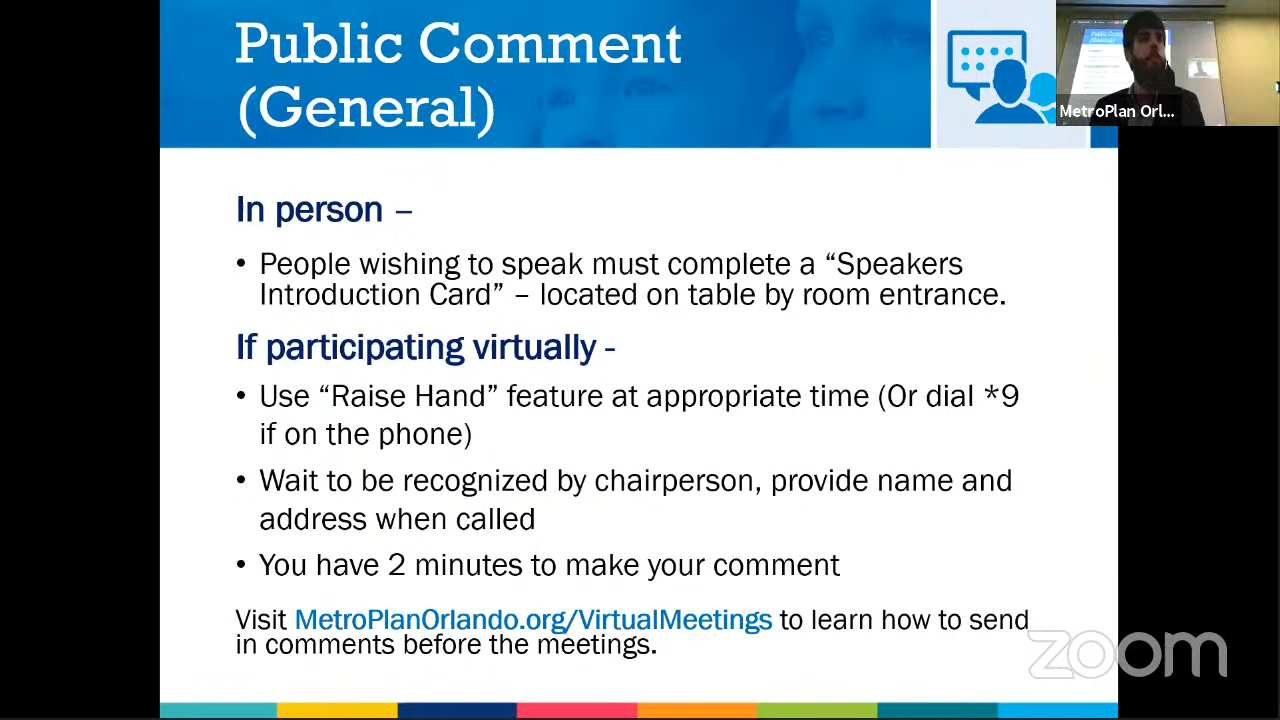 Public Comment
(General)
MetroPlan Orl...
In person –
• People wishing to speak must complete a “Speakers
Introduction Card” – located on table by room entrance.
If participating virtually -
• Use “Raise Hand” feature at appropriate time (Or dial *9
if on the phone)
• Wait to be recognized by chairperson, provide name and
address when called
• You have 2 minutes to make your comment
Visit MetroPlanOrlando.org/VirtualMeetings to learn how to send
in comments before the meetings.
zoom